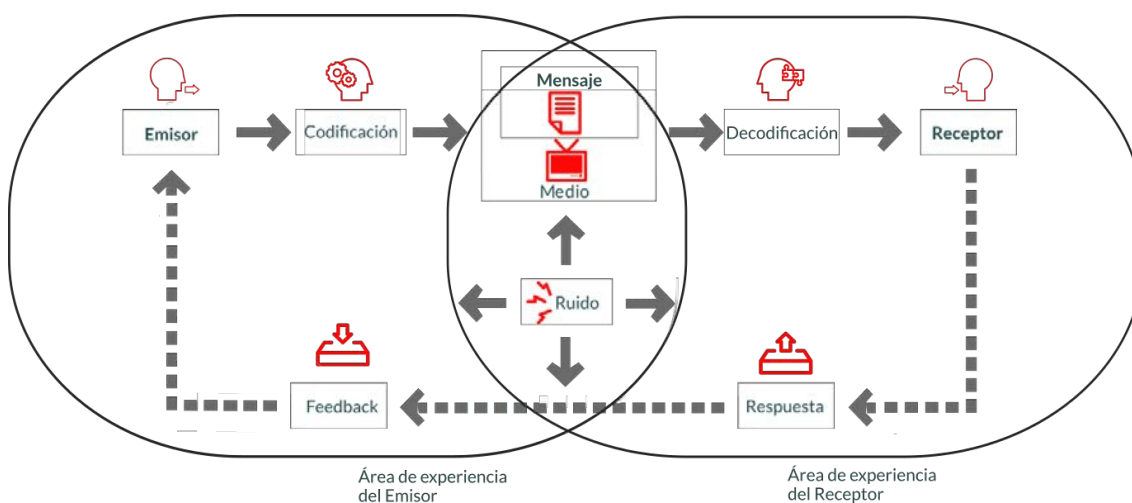 Mensaje
Emisor
Codificación
Decodificación
Receptor
Medio
Ruido
Feedback
Respuesta
Área de experiencia
del Emisor
Área de experiencia
del Receptor